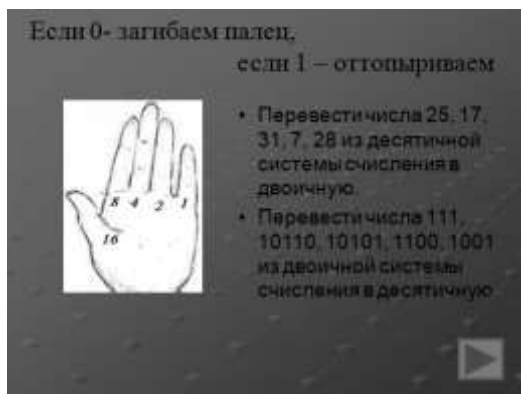 Если 0- загибаем палец,
если 1 – оттопыриваем
• Перевести числа 25, 17,
31, 7, 28 из десятичной
системы счисления в
двоичную.
• Перевести числа 111,
10110, 10101, 1100, 1001
из двоичной системы
счисления в десятичную
8 4 2 1
16